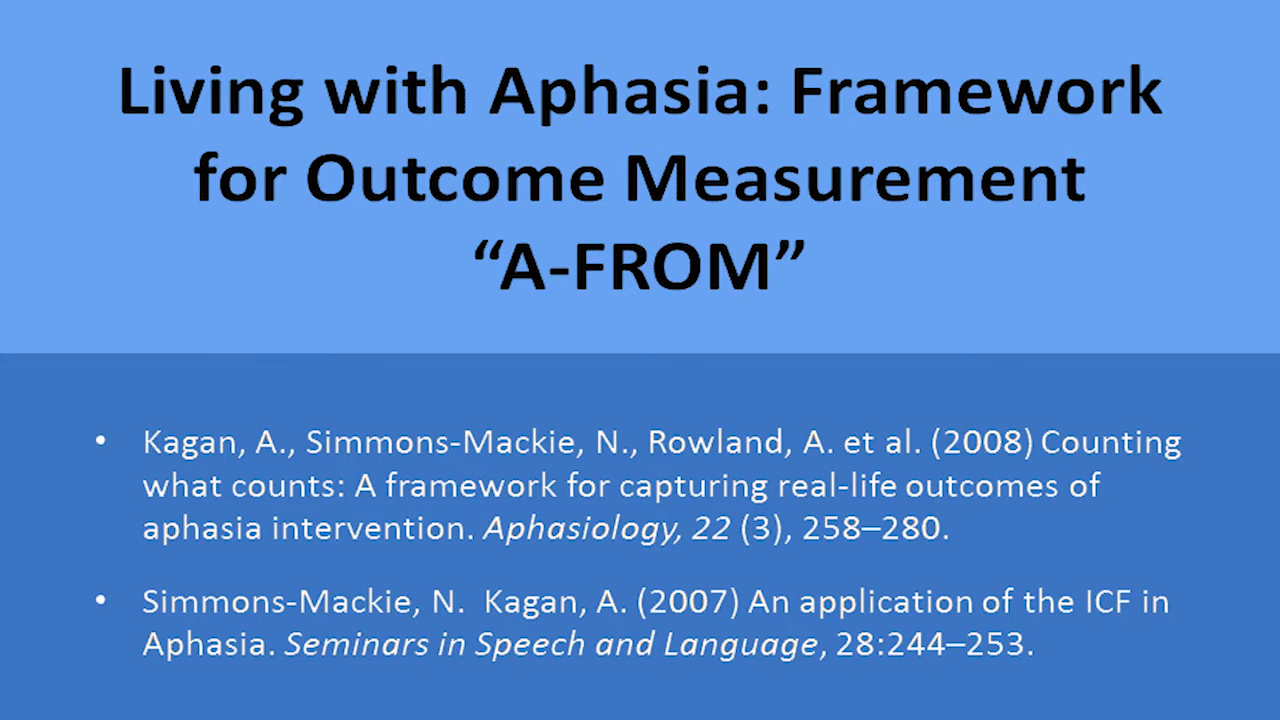 Living with Aphasia: Framework
for Outcome Measurement
“A-FROM”
• Kagan, A., Simmons-Mackie, N., Rowland, A. et al. (2008) Counting
what counts: A framework for capturing real-life outcomes of
aphasia intervention. Aphasiology, 22 (3), 258–280.
• Simmons-Mackie, N.  Kagan, A. (2007) An application of the ICF in
Aphasia. Seminars in Speech and Language, 28:244–253.